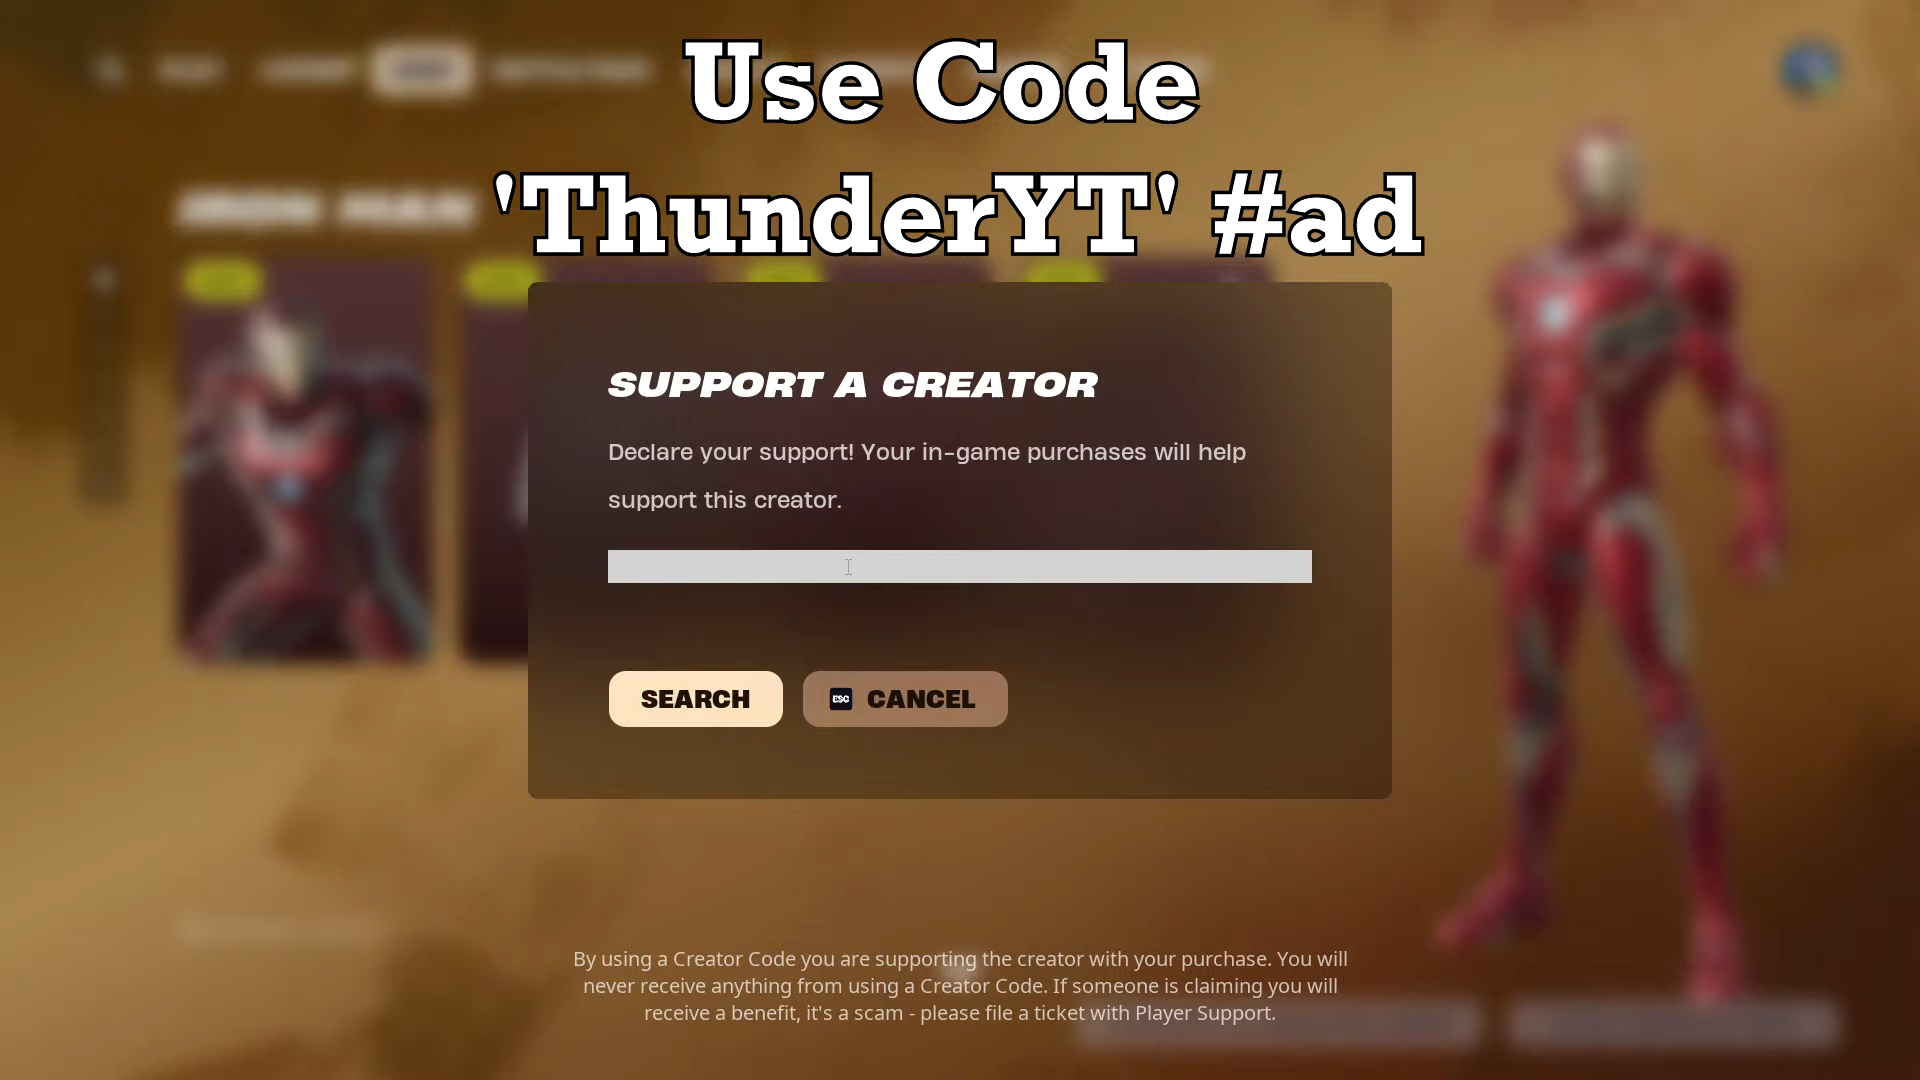 Use Code
'ThunderYT' #ad
IRON MAN
SUPPORT A CREATOR
Declare your support! Your in-game purchases will help
support this creator.
SEARCH
ESC CANCEL
By using a Creator Code you are supporting the creator with your purchase. You will
never receive anything from using a Creator Code. If someone is claiming you will
receive a benefit, it's a scam - please file a ticket with Player Support.